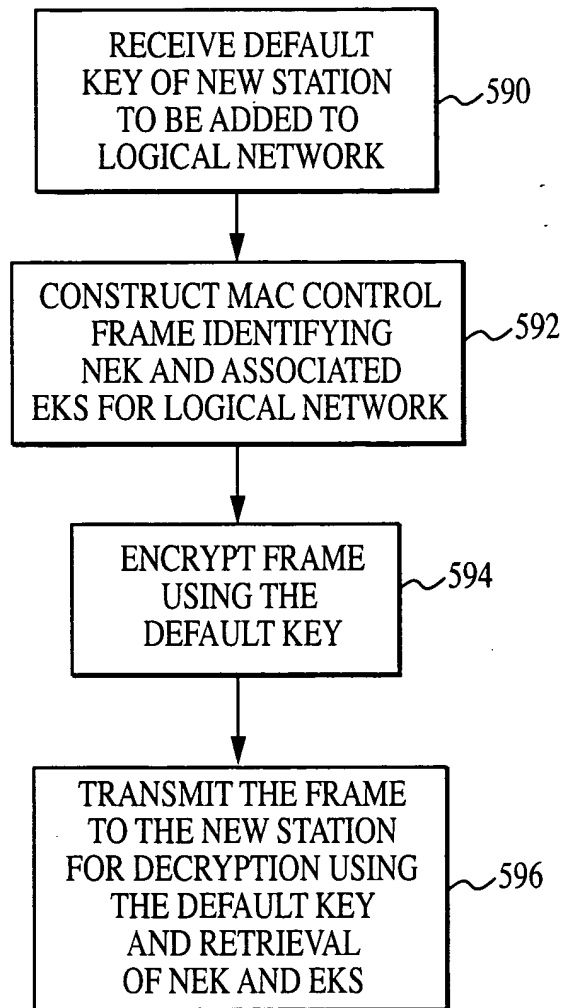 RECEIVE DEFAULT
KEY OF NEW STATION
TO BE ADDED TO
LOGICAL NETWORK
590
CONSTRUCT MAC CONTROL
FRAME IDENTIFYING
NEK AND ASSOCIATED
EKS FOR LOGICAL NETWORK
592
ENCRYPT FRAME
USING THE
DEFAULT KEY
594
TRANSMIT THE FRAME
TO THE NEW STATION
FOR DECRYPTION USING
THE DEFAULT KEY
AND RETRIEVAL
OF NEK AND EKS
596